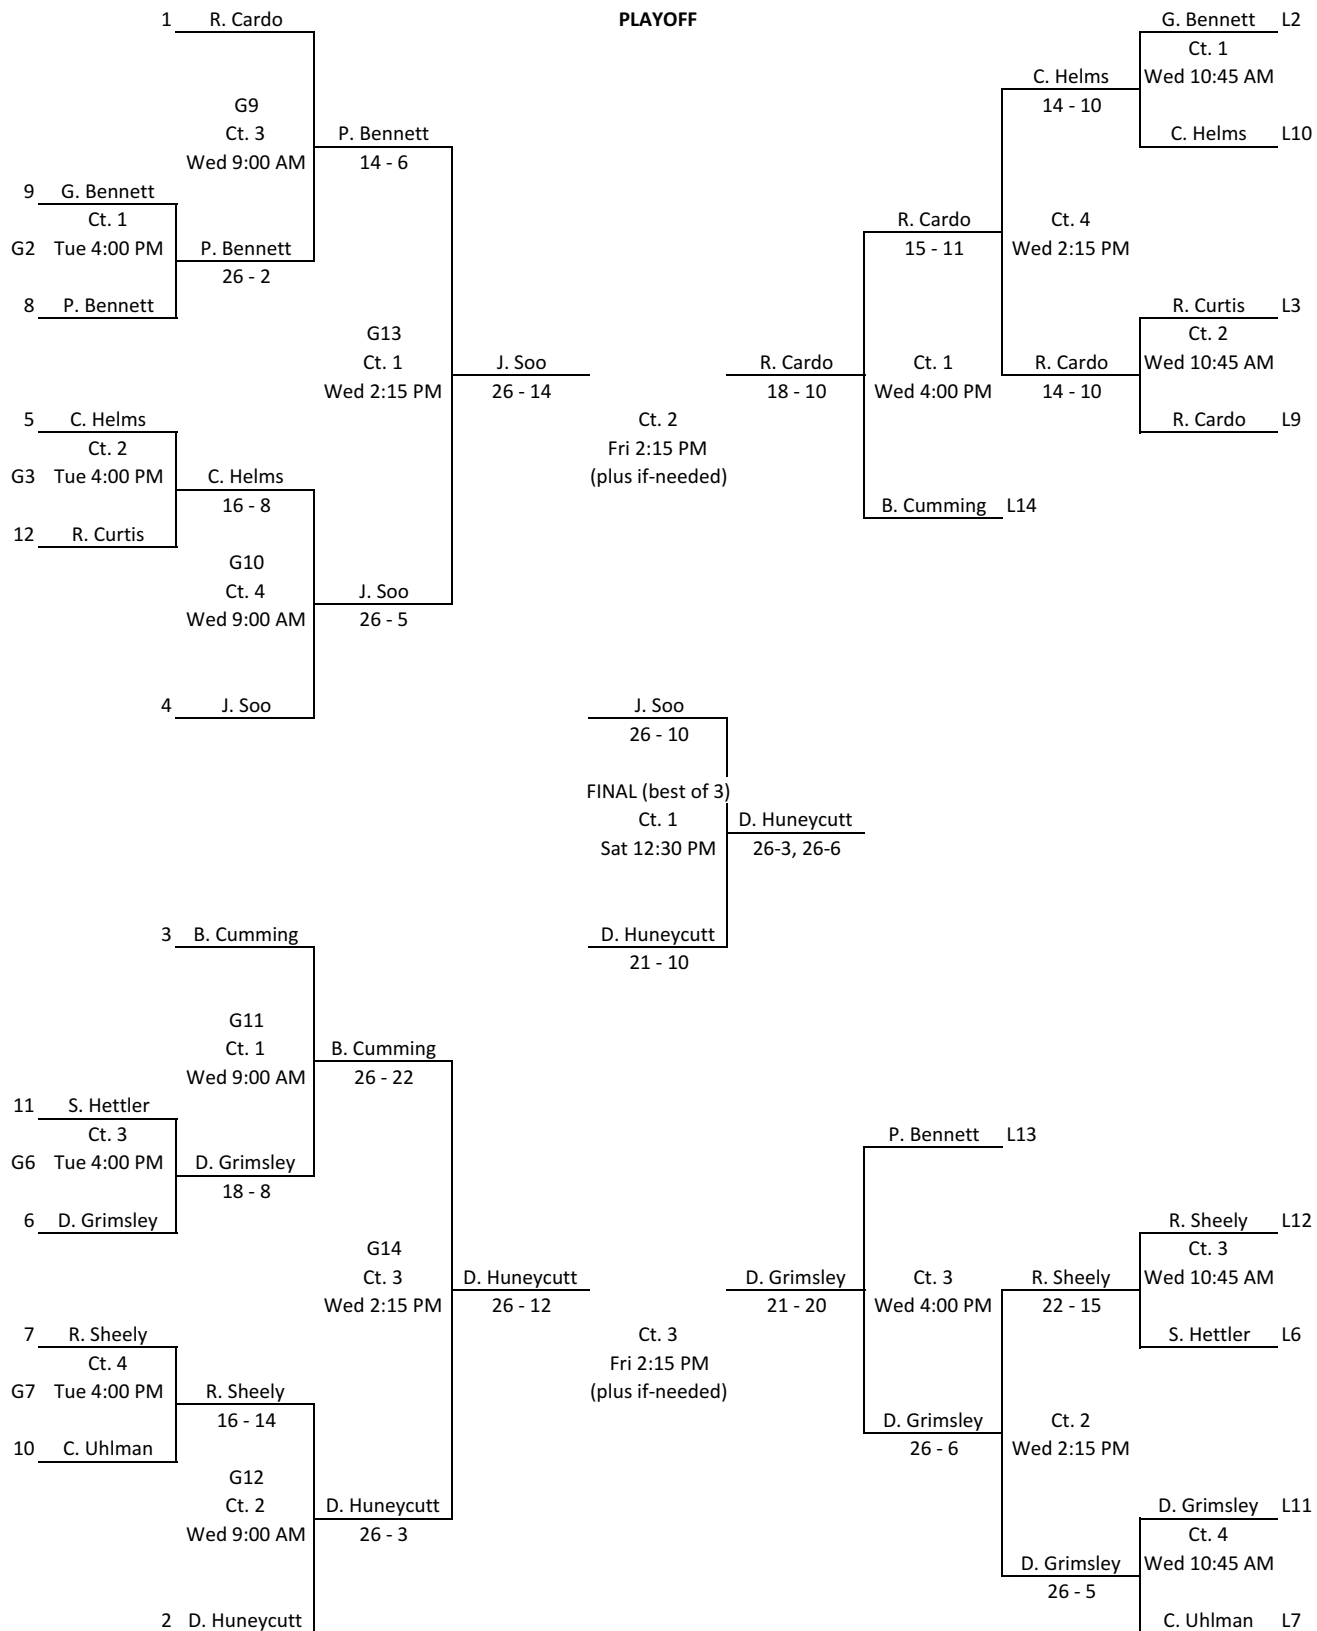 PLAYOFF
1 R. Cardo
G9
Ct. 3
Wed 9:00 AM
P. Bennett
14 - 6
9 G. Bennett
Ct. 1
G2 Tue 4:00 PM
P. Bennett
26 - 2
8 P. Bennett
G13
Ct. 1
Wed 2:15 PM
J. Soo
26 - 14
5 C. Helms
Ct. 2
G3 Tue 4:00 PM
C. Helms
16 - 8
12 R. Curtis
G10
Ct. 4
Wed 9:00 AM
J. Soo
26 - 5
4 J. Soo
Ct. 2
Fri 2:15 PM
(plus if-needed)
G. Bennett L2
Ct. 1
Wed 10:45 AM
C. Helms
14 - 10
C. Helms L10
R. Cardo
15 - 11
Ct. 4
Wed 2:15 PM
R. Curtis L3
Ct. 2
Wed 10:45 AM
R. Cardo
14 - 10
R. Cardo L9
R. Cardo
18 - 10
Ct. 1
Wed 4:00 PM
B. Cumming L14
J. Soo
26 - 10
FINAL (best of 3)
Ct. 1
Sat 12:30 PM
D. Huneycutt
26-3, 26-6
D. Huneycutt
21 - 10
3 B. Cumming
G11
Ct. 1
Wed 9:00 AM
B. Cumming
26 - 22
11 S. Hettler
Ct. 3
G6 Tue 4:00 PM
D. Grimsley
18 - 8
6 D. Grimsley
G14
Ct. 3
Wed 2:15 PM
D. Huneycutt
26 - 12
7 R. Sheely
Ct. 4
G7 Tue 4:00 PM
R. Sheely
16 - 14
10 C. Uhlman
G12
Ct. 2
Wed 9:00 AM
D. Huneycutt
26 - 3
2 D. Huneycutt
Ct. 3
Fri 2:15 PM
(plus if-needed)
P. Bennett L13
D. Grimsley
21 - 20
Ct. 3
Wed 4:00 PM
R. Sheely L12
Ct. 3
Wed 10:45 AM
R. Sheely
22 - 15
S. Hettler L6
D. Grimsley
26 - 6
Ct. 2
Wed 2:15 PM
D. Grimsley L11
Ct. 4
Wed 10:45 AM
D. Grimsley
26 - 5
C. Uhlman L7